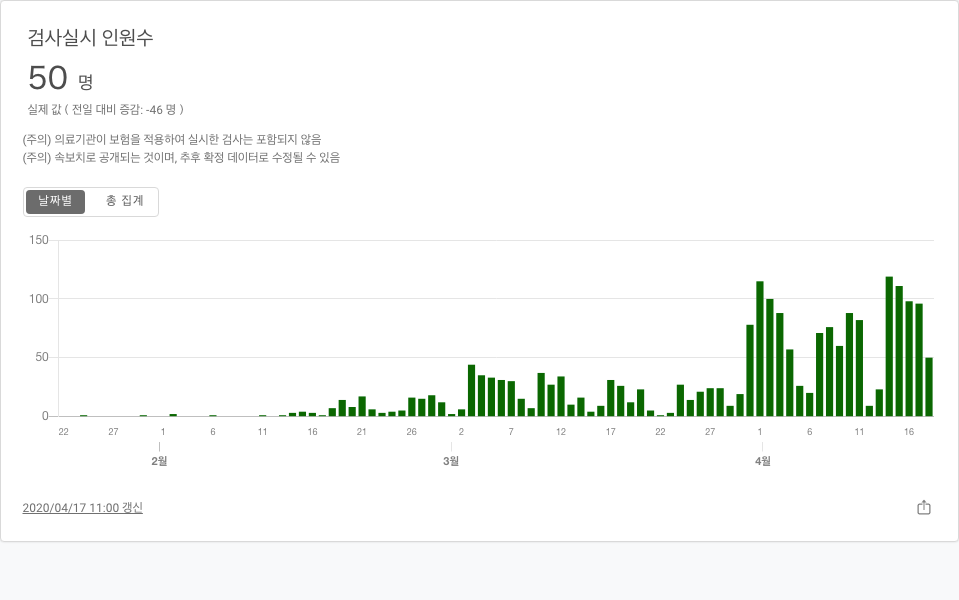 검사실시 인원수
50 명
실제 값 ( 전일 대비 증감: -46 명 )
(주의) 의료기관이 보험을 적용하여 실시한 검사는 포함되지 않음
(주의) 속보치로 공개되는 것이며, 추후 확정 데이터로 수정될 수 있음
날짜별 총 집계
150
100
50
0
22 27 1 6 11 16 21 26 2 7 12 17 22 27 1 6 11 16
2월 3월 4월
2020/04/17 11:00 갱신